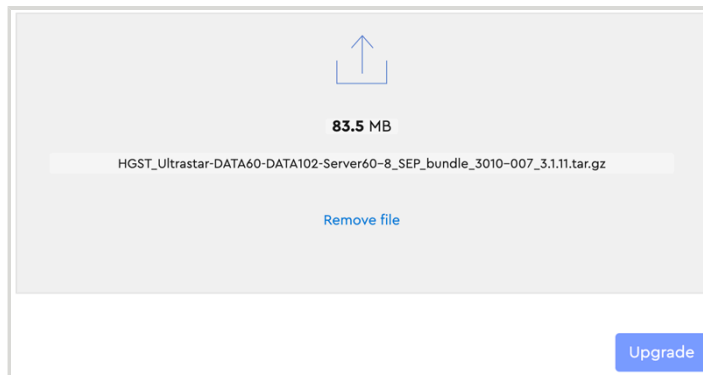 83.5 MB
HGST_Ultrastar-DATA60-DATA102-Server60-8_SEP_bundle_3010-007_3.1.11.tar.gz
Remove file
Upgrade